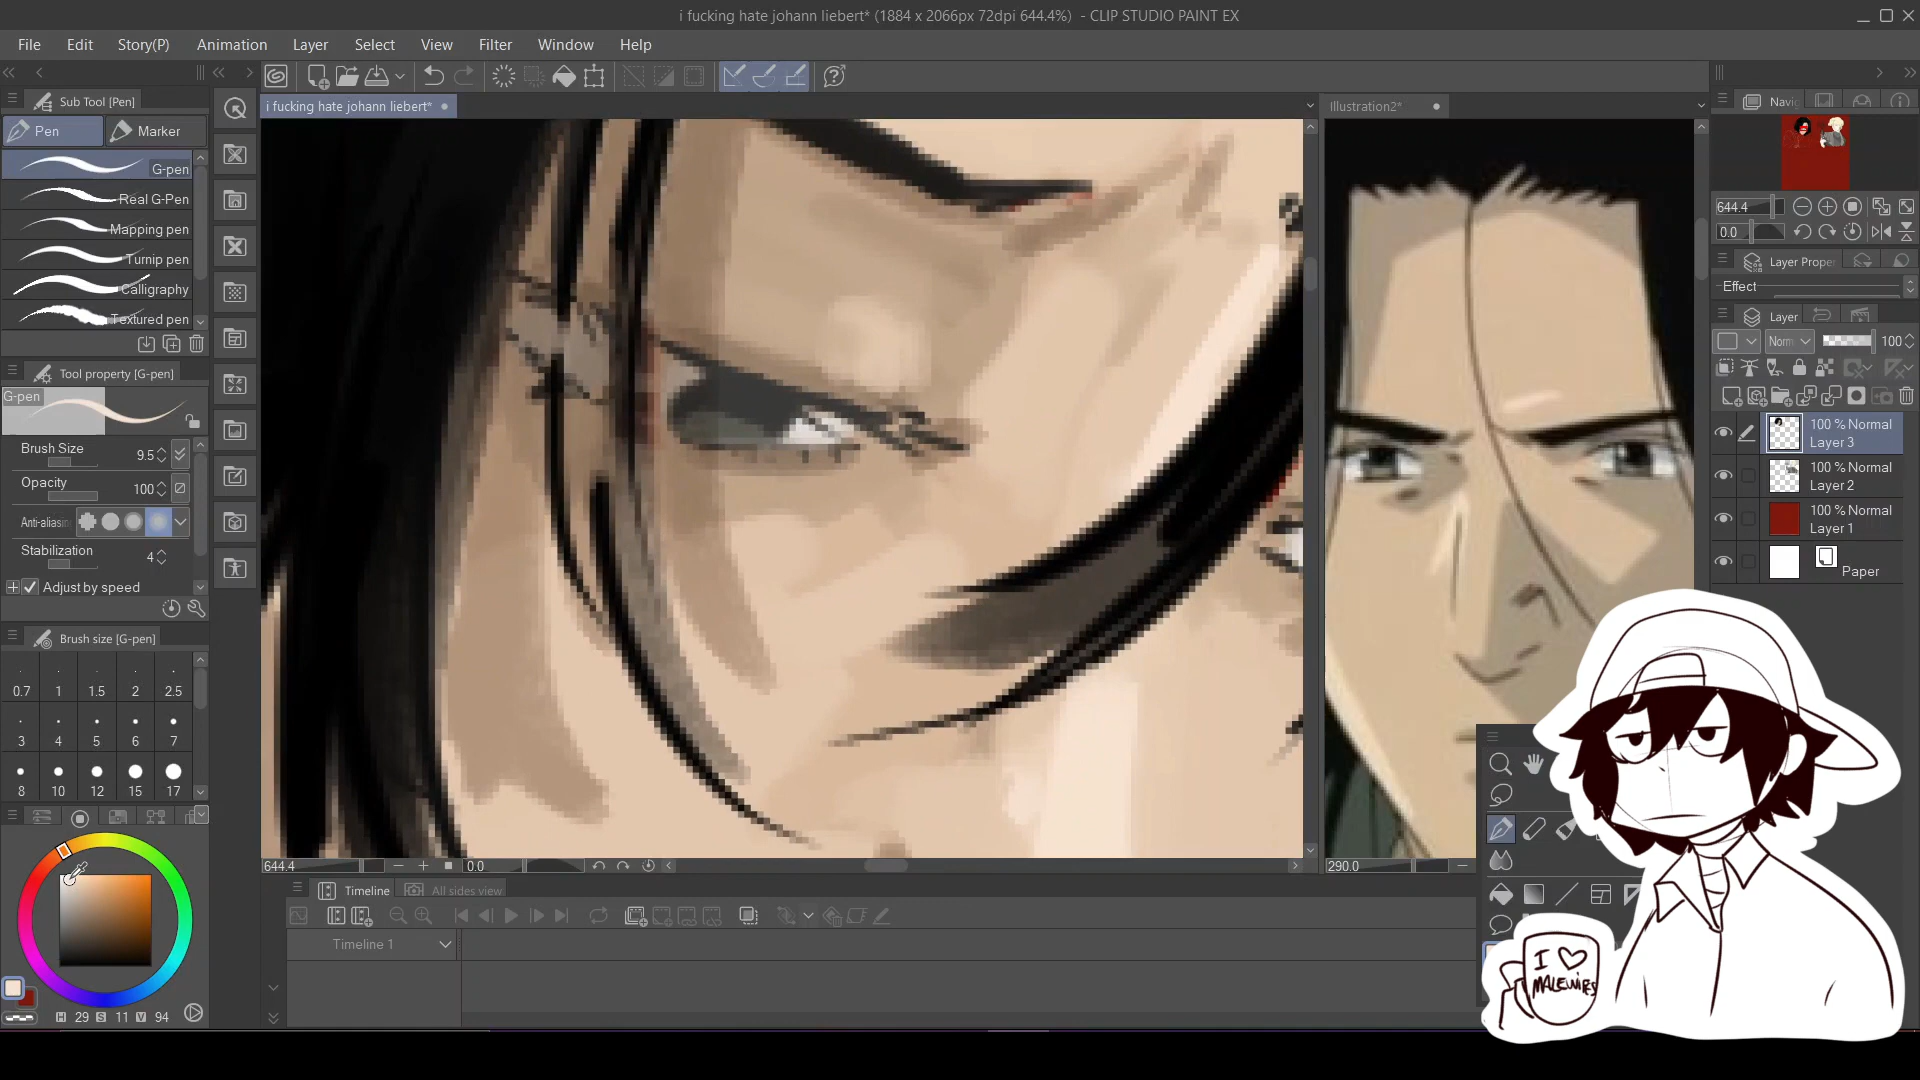 i fucking hate johann liebert* (1884 x 2066px 72dpi 644.4%) - CLIP STUDIO PAINT EX
File Edit Story(P) Animation Layer Select View Filter Window Help
Sub Tool [Pen]
Pen Marker
G-pen
Real G-Pen
Mapping pen
Turnip pen
Calligraphy
Textured pen
Tool property [G-pen]
G-pen
Brush Size 9.5
Opacity 100
Anti-aliasin
Stabilization 4
Adjust by speed
Brush size [G-pen]
0.7 1 1.5 2 2.5
3 4 5 6 7
8 10 12 15 17
H 29 S 11 V 94
i fucking hate johann liebert*
Illustration2*
644.4 0.0
290.0
Timeline All sides view
Timeline 1
Navig
644.4
0.0
Layer Prope
Effect
Layer
Norm 100
100 % Normal
Layer 3
100 % Normal
Layer 2
100 % Normal
Layer 1
Paper
I
MALEWIFES